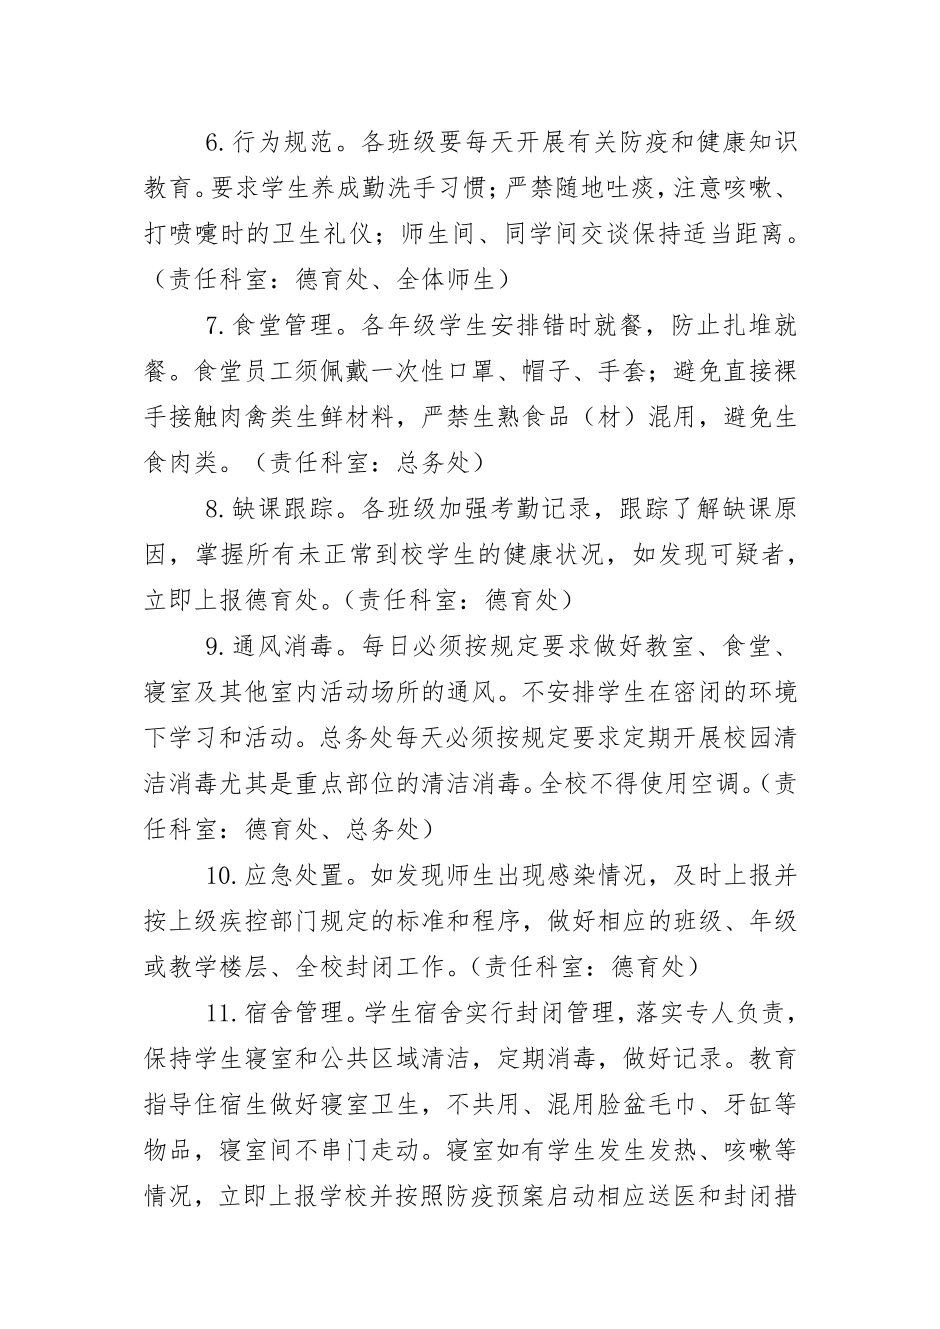 6.行为规范。各班级要每天开展有关防疫和健康知识
教育。要求学生养成勤洗手习惯;严禁随地吐痰,注意咳嗽、
打喷嚏时的卫生礼仪；师生间、同学间交谈保持适当距离。
（责任科室：德育处、全体师生）
7.食堂管理。各年级学生安排错时就餐，防止扎堆就
餐。食堂员工须佩戴一次性口罩、帽子、手套；避免直接裸
手接触肉禽类生鲜材料，严禁生熟食品（材）混用，避免生
食肉类。（责任科室：总务处）
8.缺课跟踪。各班级加强考勤记录，跟踪了解缺课原
因，掌握所有未正常到校学生的健康状况，如发现可疑者，
立即上报德育处。（责任科室：德育处）
9.通风消毒。每日必须按规定要求做好教室、食堂、
寝室及其他室内活动场所的通风。不安排学生在密闭的环境
下学习和活动。总务处每天必须按规定要求定期开展校园清
洁消毒尤其是重点部位的清洁消毒。全校不得使用空调。（责
任科室：德育处、总务处）
10.应急处置。如发现师生出现感染情况，及时上报并
按上级疾控部门规定的标准和程序，做好相应的班级、年级
或教学楼层、全校封闭工作。（责任科室：德育处）
11.宿舍管理。学生宿舍实行封闭管理，落实专人负责，
保持学生寝室和公共区域清洁，定期消毒，做好记录。教育
指导住宿生做好寝室卫生，不共用、混用脸盆毛巾、牙缸等
物品，寝室间不串门走动。寝室如有学生发生发热、咳嗽等
情况，立即上报学校并按照防疫预案启动相应送医和封闭措